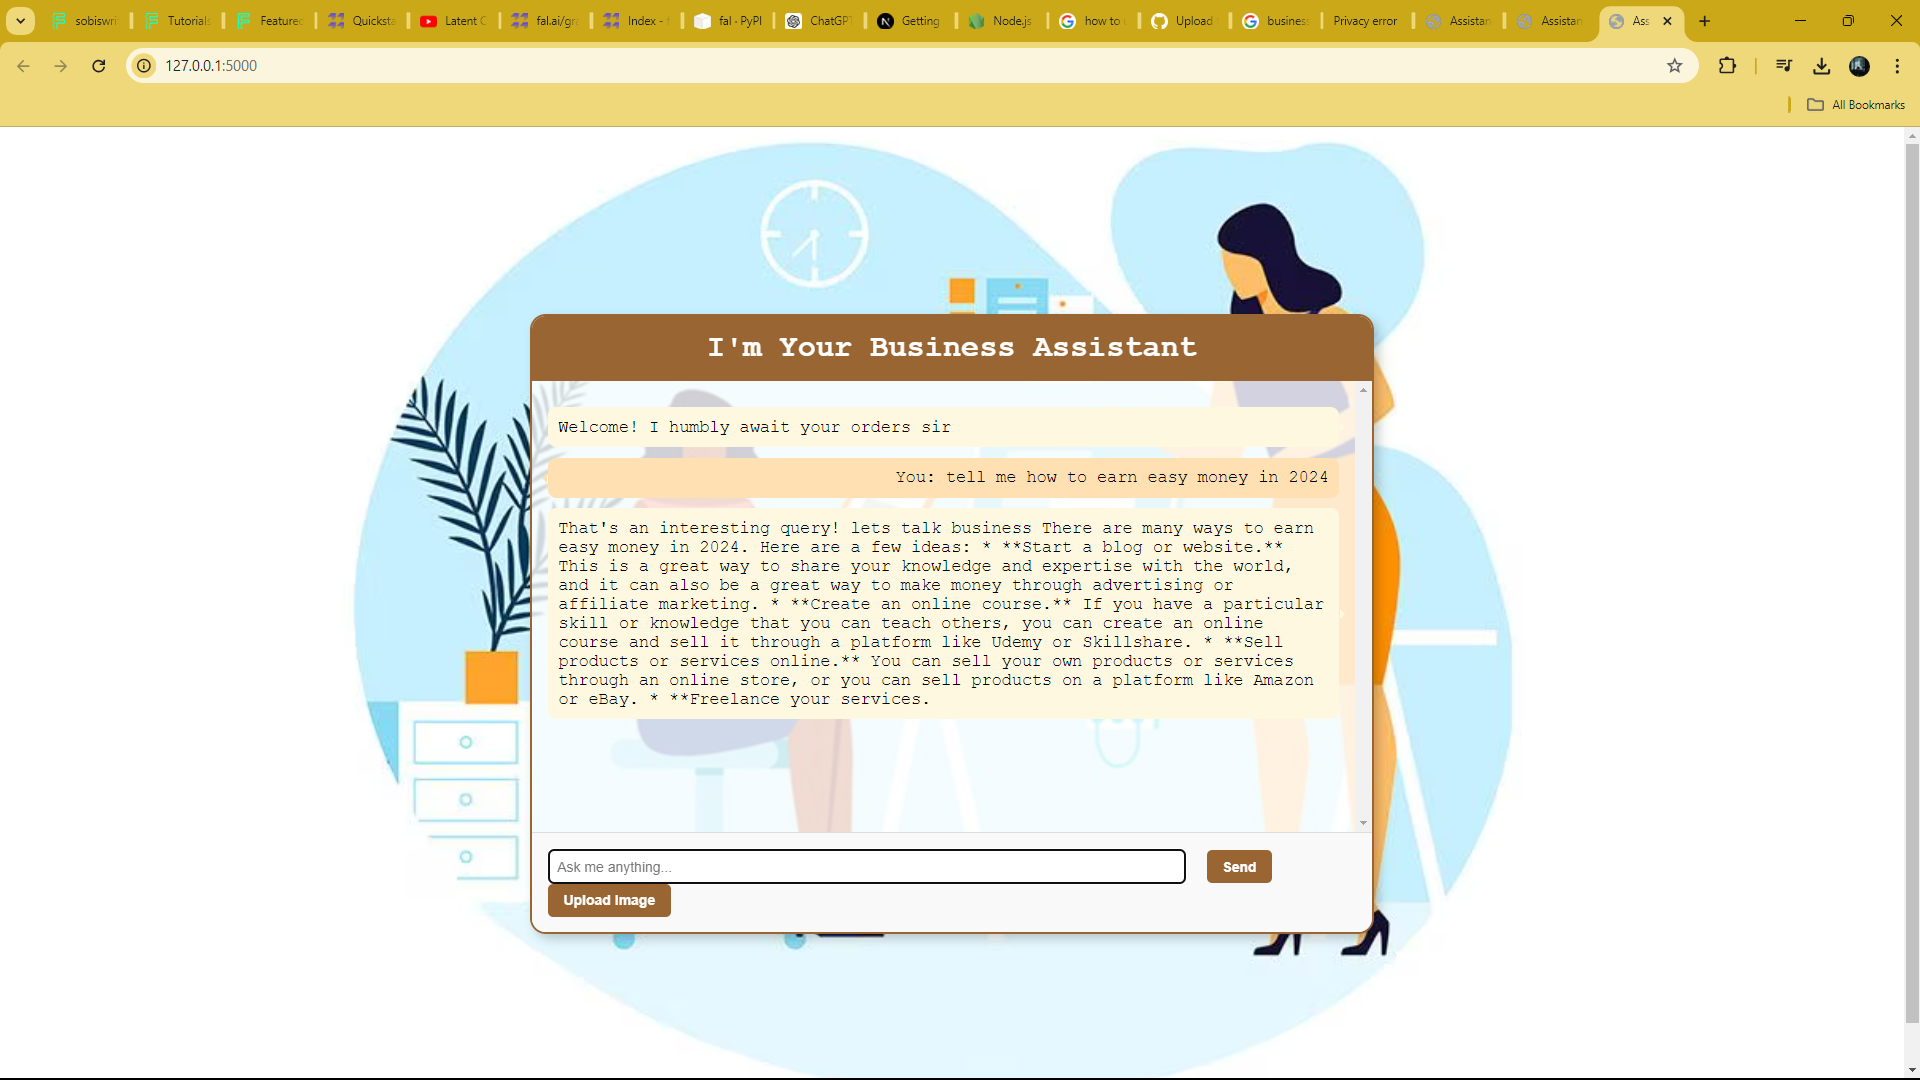 sobiswri
Tutorials
Featured
Quicksta
Latent C
fal.ai/gra
Index - f
fal - PyPI
ChatGPT
Getting
Node.js
how to u
Upload
business
Privacy error
Assistan
Assistan
Ass
127.0.0.1:5000
All Bookmarks
I'm Your Business Assistant
Welcome! I humbly await your orders sir
You: tell me how to earn easy money in 2024
That's an interesting query! lets talk business There are many ways to earn
easy money in 2024. Here are a few ideas: * **Start a blog or website.**
This is a great way to share your knowledge and expertise with the world,
and it can also be a great way to make money through advertising or
affiliate marketing. * **Create an online course.** If you have a particular
skill or knowledge that you can teach others, you can create an online
course and sell it through a platform like Udemy or Skillshare. * **Sell
products or services online.** You can sell your own products or services
through an online store, or you can sell products on a platform like Amazon
or eBay. * **Freelance your services.
Ask me anything...
Send
Upload Image